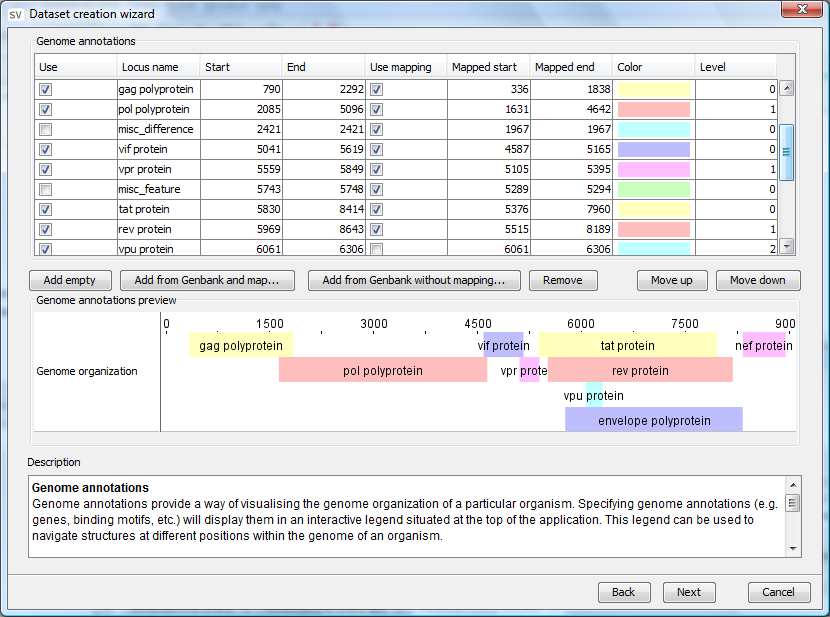 SV Dataset creation wizard
Genome annotations
Use Locus name Start End Use mapping Mapped start Mapped end Color Level
gag polyprotein 790 2292 336 1838 0
pol polyprotein 2085 5096 1631 4642 1
misc_difference 2421 2421 1967 1967 0
vif protein 5041 5619 4587 5165 0
vpr protein 5559 5849 5105 5395 1
misc_feature 5743 5748 5289 5294 0
tat protein 5830 8414 5376 7960 0
rev protein 5969 8643 5515 8189 1
vpu protein 6061 6306 6061 6306 2
Add empty Add from Genbank and map... Add from Genbank without mapping... Remove Move up Move down
Genome annotations preview
0 1500 3000 4500 6000 7500 900
gag polyprotein vif protein tat protein nef protein
Genome organization pol polyprotein vpr prote rev protein
vpu protein
envelope polyprotein
Description
Genome annotations
Genome annotations provide a way of visualising the genome organization of a particular organism. Specifying genome annotations (e.g.
genes, binding motifs, etc.) will display them in an interactive legend situated at the top of the application. This legend can be used to
navigate structures at different positions within the genome of an organism.
Back Next Cancel